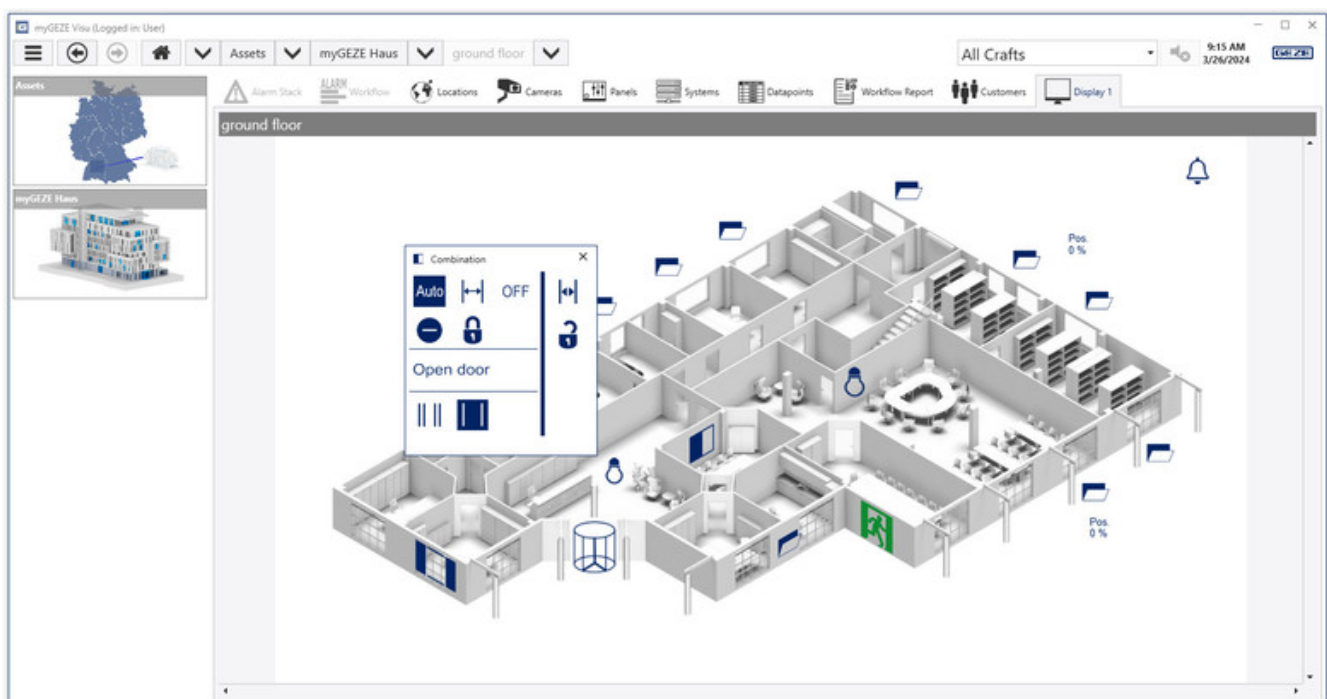 myGEZE Visu (Logged in: User)
Assets
myGEZE Haus
ground floor
All Crafts
9:15 AM
3/26/2024
GEZE
Assets
myGEZE Haus
Alarm Stack
ALARM
Workflow
Locations
Cameras
Panels
Systems
Datapoints
Workflow Report
Customers
Display 1
ground floor
Pos.
0 %
Combination
Auto
OFF
Open door
Pos.
0 %